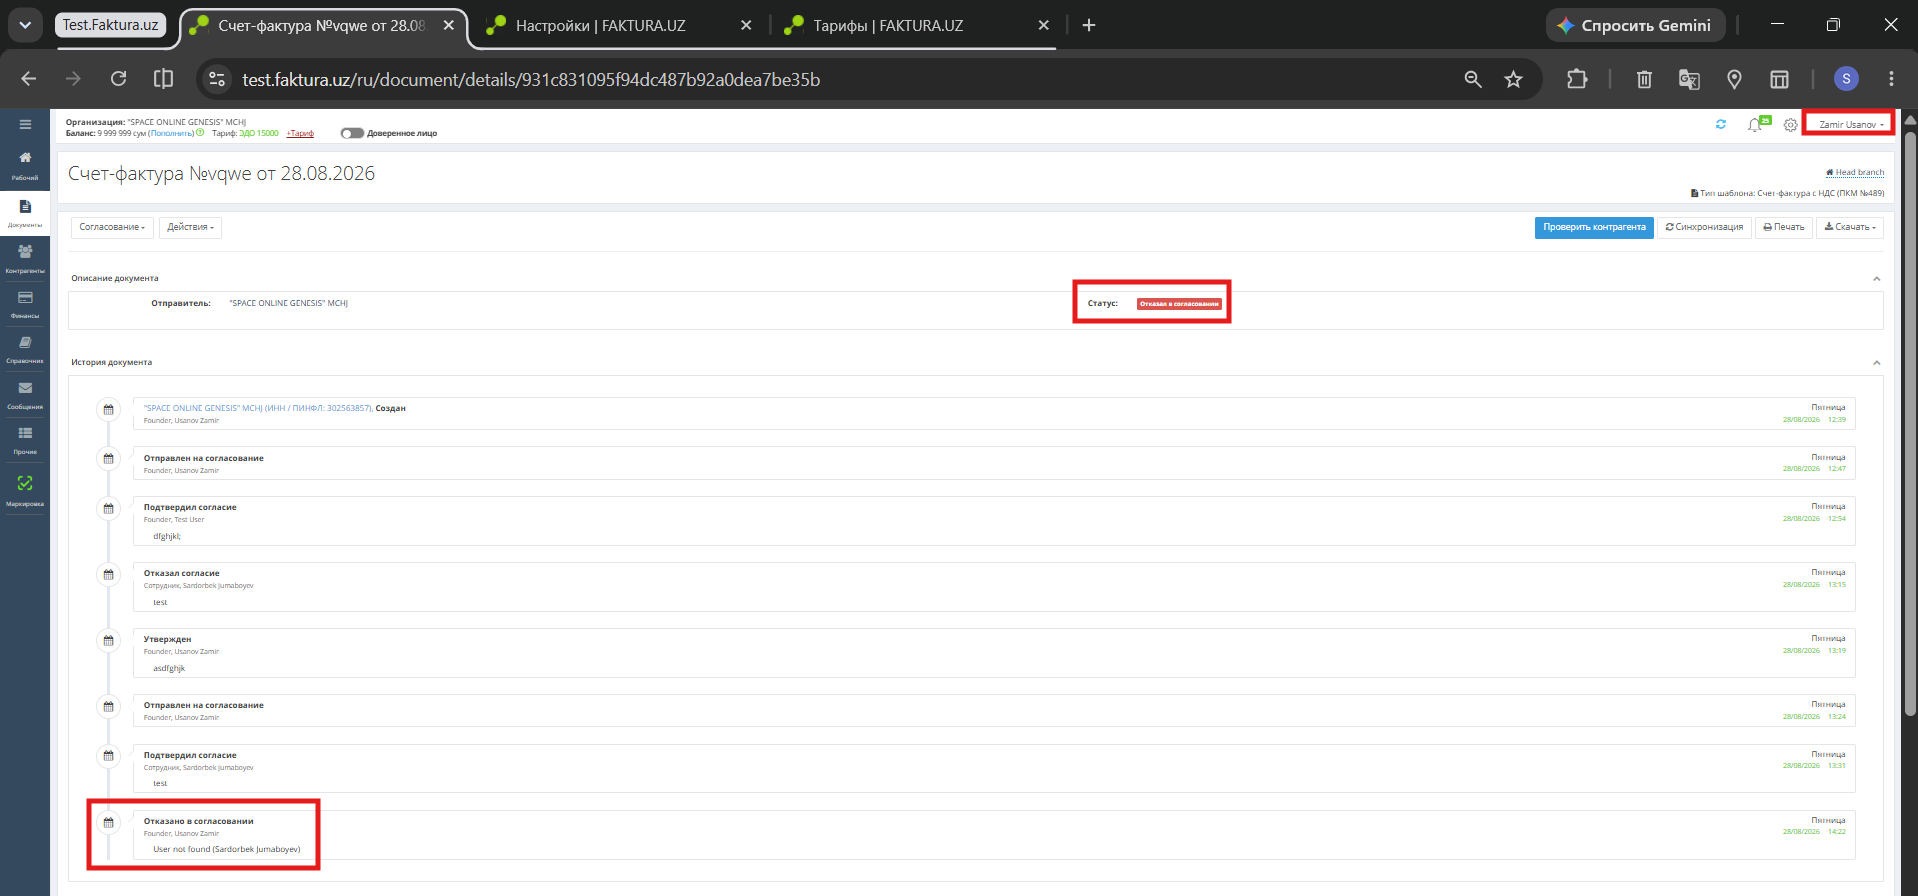 Test.Faktura.uz
Счет-фактура №vqwe от 28.08
Настройки | FAKTURA.UZ
Тарифы | FAKTURA.UZ
Спросить Gemini
test.faktura.uz/ru/document/details/931c831095f94dc487b92a0dea7be35b
S
Организация: "SPACE ONLINE GENESIS" MCHJ
Баланс: 9 999 999 сум (Пополнить) Тариф: ЭДО 15000 +Тариф Доверенное лицо
25
Zamir Usanov
Рабочий
Документы
Контрагенты
Финансы
Справочник
Сообщения
Прочие
Маркировка
Счет-фактура №vqwe от 28.08.2026
Head branch
Тип шаблона: Счет-фактура с НДС (ПКМ №489)
Согласование
Действия
Проверить контрагента
Синхронизация
Печать
Скачать
Описание документа
Отправитель: "SPACE ONLINE GENESIS" MCHJ
Статус: Отказал в согласовании
История документа
"SPACE ONLINE GENESIS" MCHJ (ИНН / ПИНФЛ: 302563857), Создан
Founder, Usanov Zamir
Пятница
28/08/2026 12:39
Отправлен на согласование
Founder, Usanov Zamir
Пятница
28/08/2026 12:47
Подтвердил согласие
Founder, Test User
dfghjkl;
Пятница
28/08/2026 12:54
Отказал согласие
Сотрудник, Sardorbek Jumaboyev
test
Пятница
28/08/2026 13:15
Утвержден
Founder, Usanov Zamir
asdfghjk
Пятница
28/08/2026 13:19
Отправлен на согласование
Founder, Usanov Zamir
Пятница
28/08/2026 13:24
Подтвердил согласие
Сотрудник, Sardorbek Jumaboyev
test
Пятница
28/08/2026 13:31
Отказано в согласовании
Founder, Usanov Zamir
User not found (Sardorbek Jumaboyev)
Пятница
28/08/2026 14:22